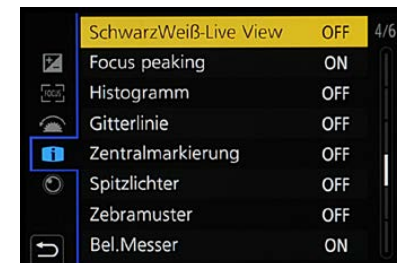 SchwarzWeiß-Live View OFF 4/6
Focus peaking ON
FOCUS
Histogramm OFF
Gitterlinie OFF
Zentralmarkierung OFF
Spitzlichter OFF
Zebramuster OFF
Bel.Messer ON